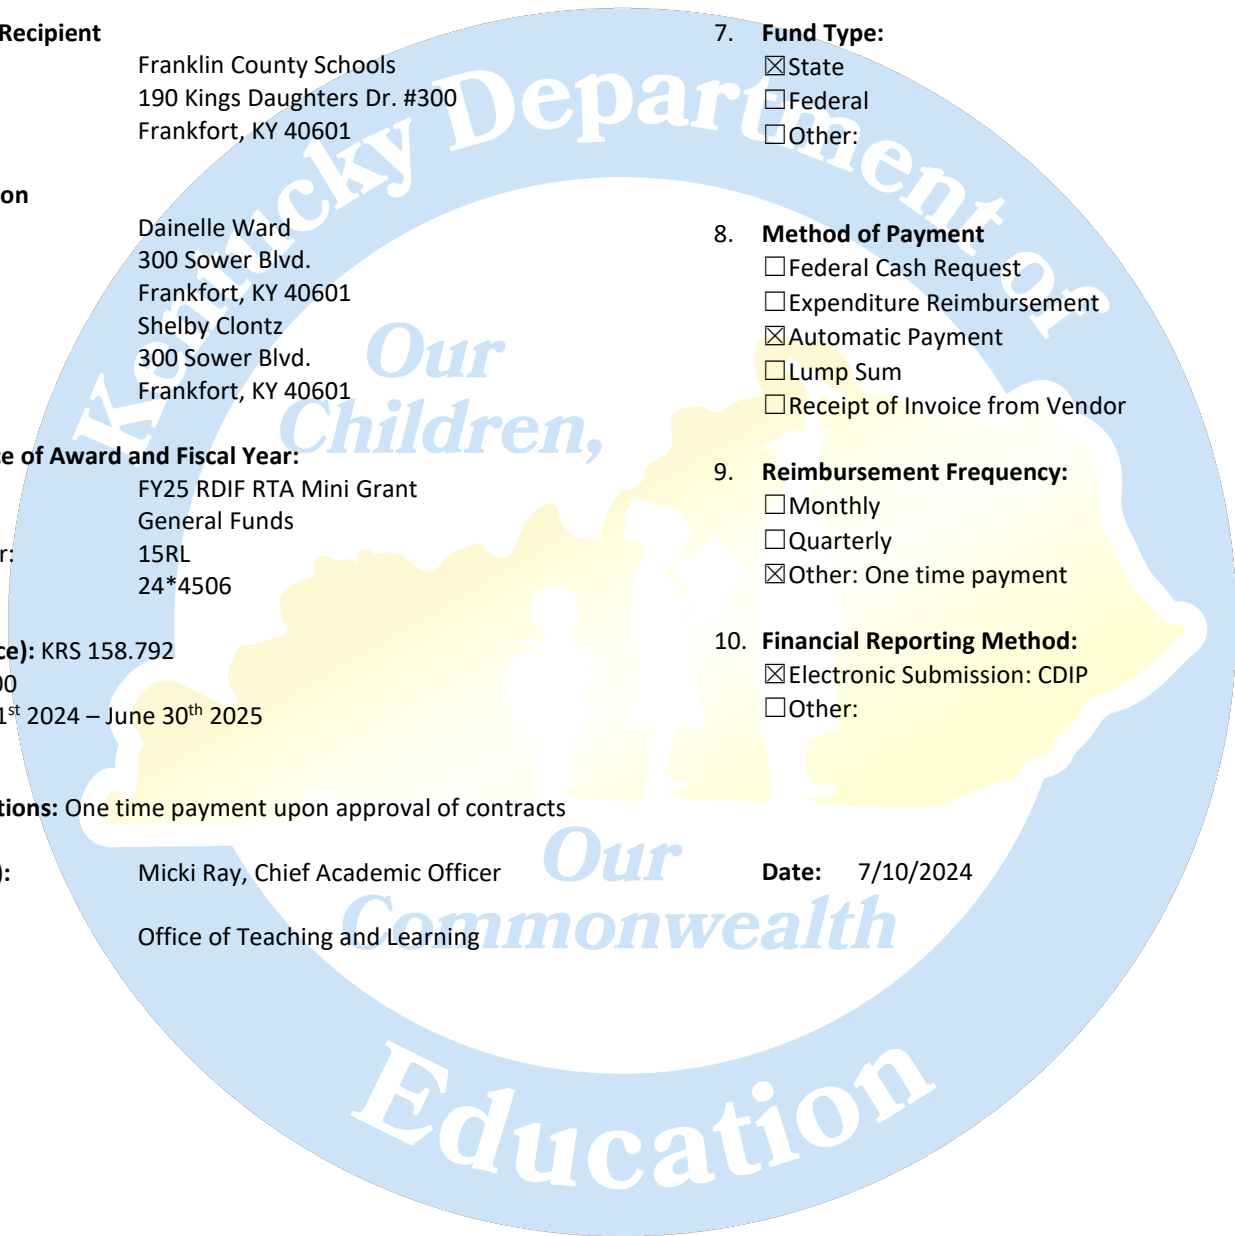 Recipient
Franklin County Schools
190 Kings Daughters Dr. #300
Frankfort, KY 40601
on
Dainelle Ward
300 Sower Blvd.
Frankfort, KY 40601
Shelby Clontz
300 Sower Blvd.
Frankfort, KY 40601
ce of Award and Fiscal Year:
FY25 RDIF RTA Mini Grant
General Funds
r: 15RL
24*4506
ce): KRS 158.792
00
1st 2024 – June 30th 2025
tions: One time payment upon approval of contracts
): Micki Ray, Chief Academic Officer
Office of Teaching and Learning
7. Fund Type:
☒State
☐Federal
☐Other:
8. Method of Payment
☐Federal Cash Request
☐Expenditure Reimbursement
☒Automatic Payment
☐Lump Sum
☐Receipt of Invoice from Vendor
9. Reimbursement Frequency:
☐Monthly
☐Quarterly
☒Other: One time payment
10. Financial Reporting Method:
☒Electronic Submission: CDIP
☐Other:
Date: 7/10/2024
Kentucky Department of
Education
Our
Children,
Our
Commonwealth